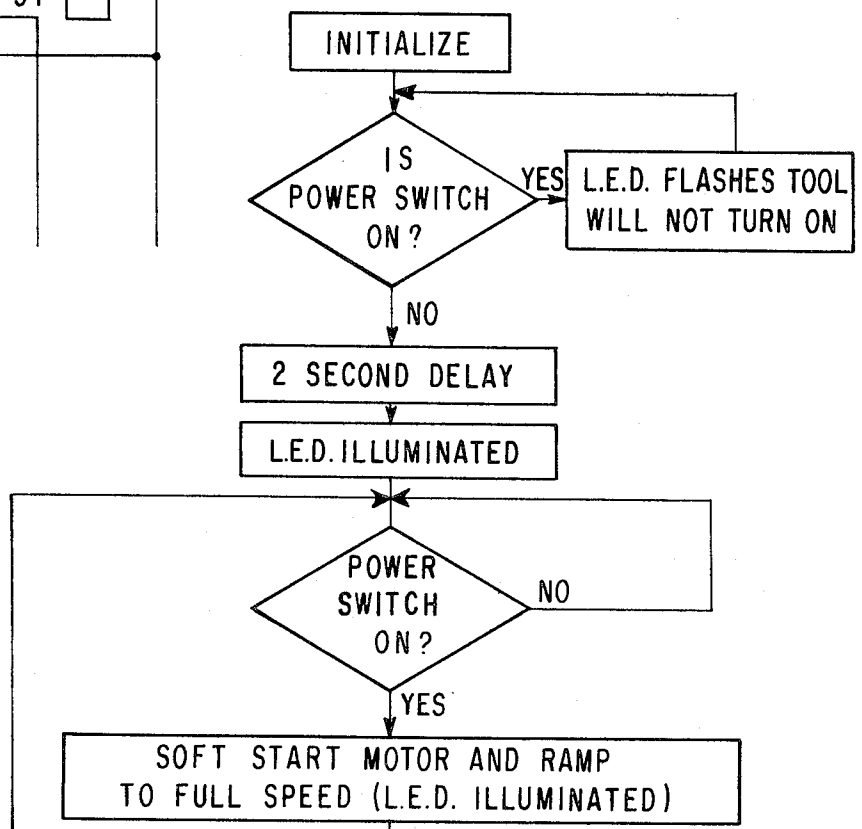 INITIALIZE
IS
POWER SWITCH
ON?
YES
L.E.D. FLASHES TOOL
WILL NOT TURN ON
NO
2 SECOND DELAY
L.E.D. ILLUMINATED
POWER
SWITCH
ON?
NO
YES
SOFT START MOTOR AND RAMP
TO FULL SPEED (L.E.D. ILLUMINATED)